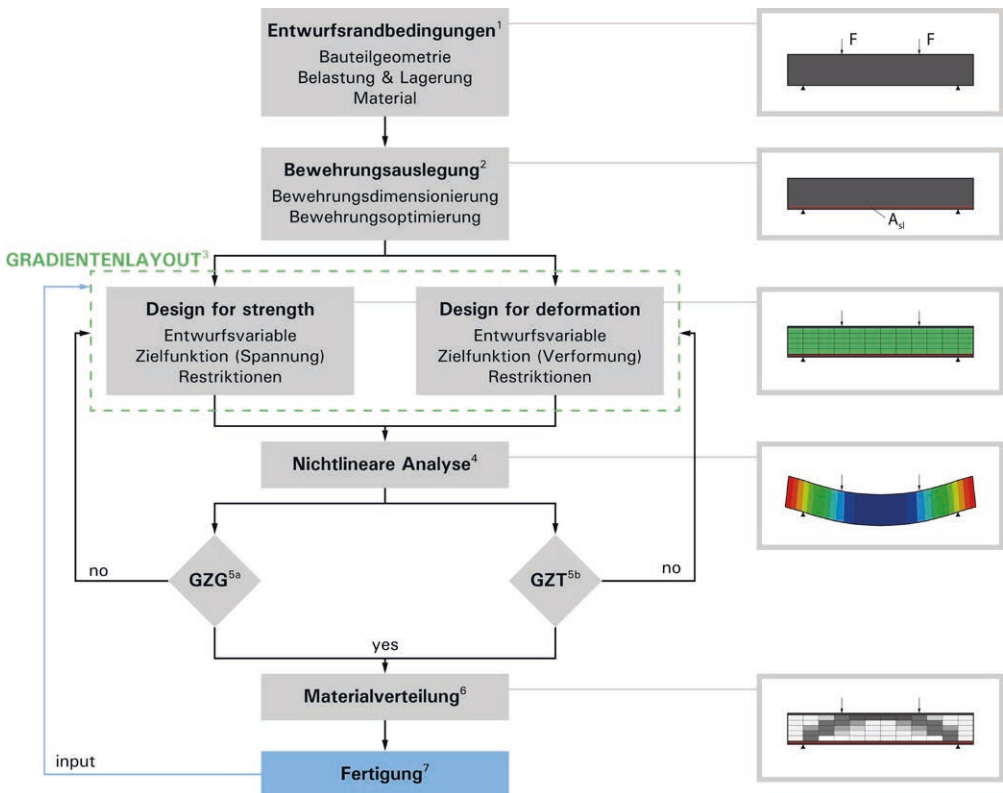 Entwurfsrandbedingungen¹
Bauteilgeometrie
Belastung & Lagerung
Material
F F
Bewehrungsauslegung²
Bewehrungsdimensionierung
Bewehrungsoptimierung
Aₛₗ
GRADIENTENLAYOUT³
Design for strength
Entwurfsvariable
Zielfunktion (Spannung)
Restriktionen
Design for deformation
Entwurfsvariable
Zielfunktion (Verformung)
Restriktionen
Nichtlineare Analyse⁴
no
GZG⁵ᵃ
GZT⁵ᵇ
no
yes
Materialverteilung⁶
input
Fertigung⁷